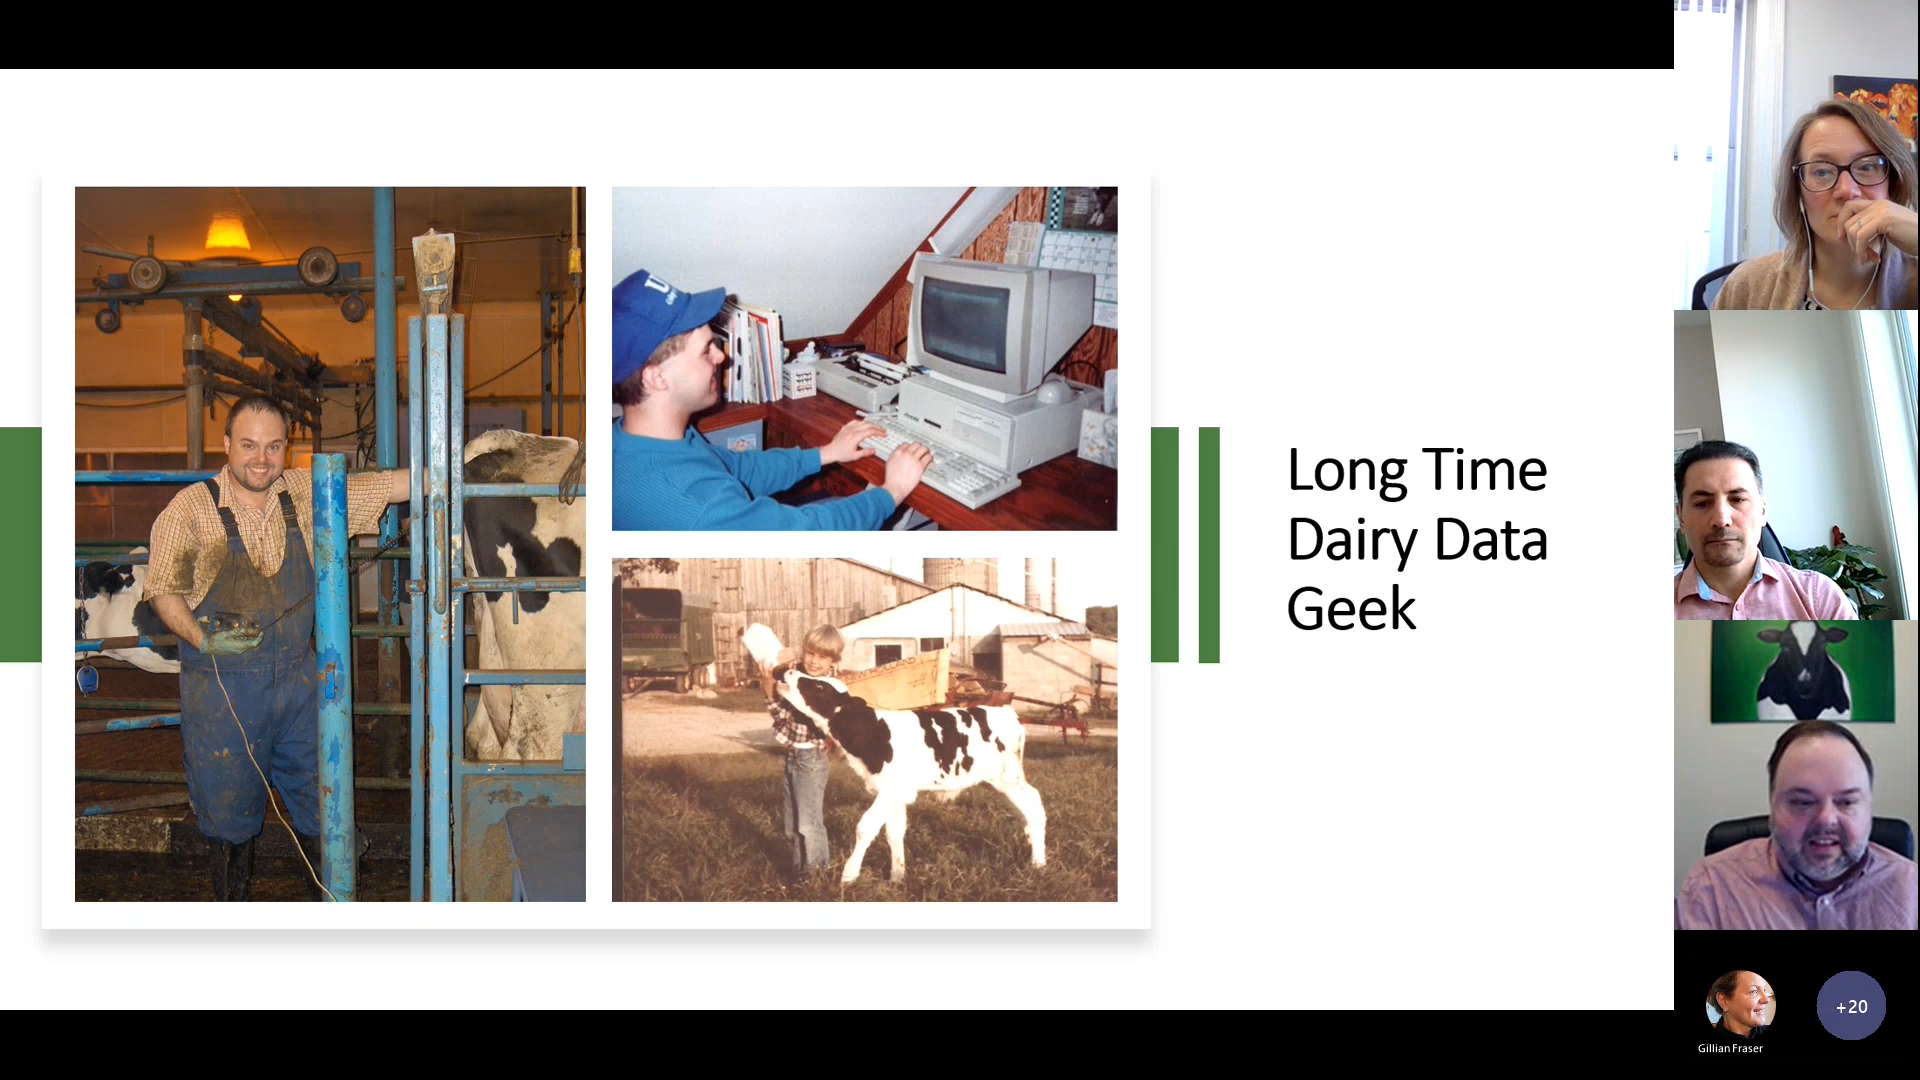 Long Time
Dairy Data
Geek
U
Gillian Fraser
+20